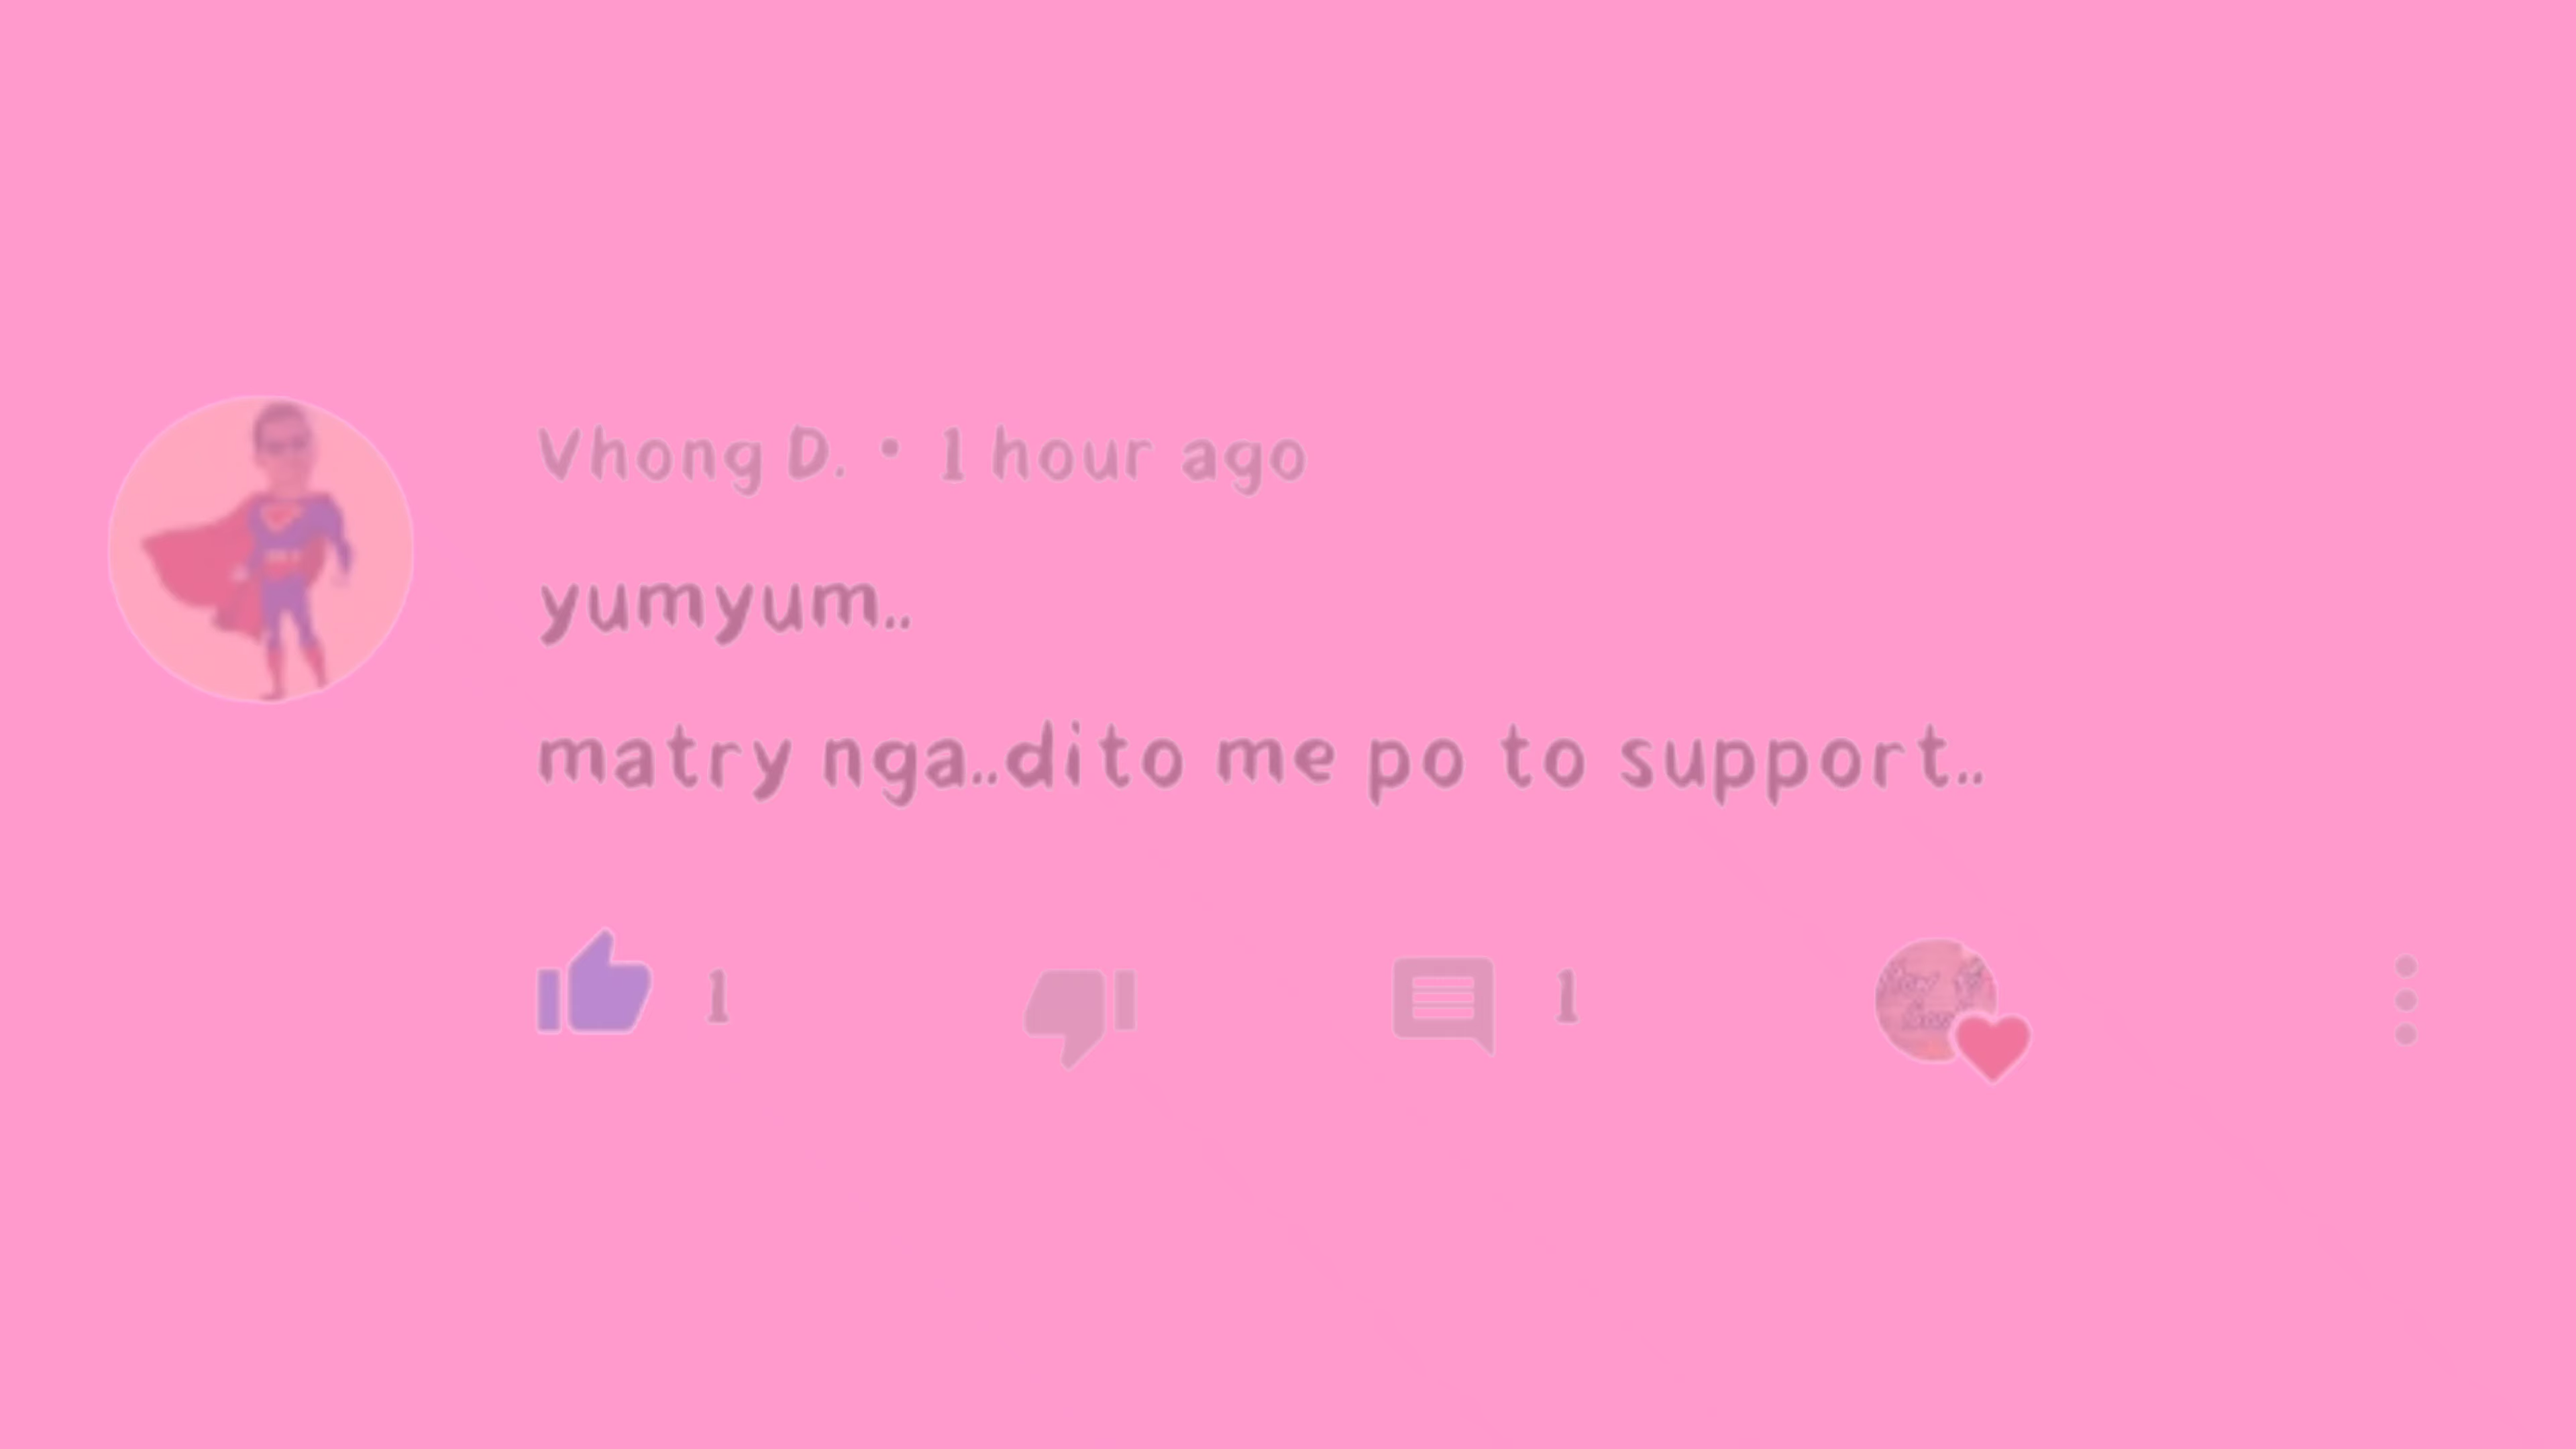 Vhong D. • 1 hour ago
yumyum..
matry nga..dito me po to support..
1 1